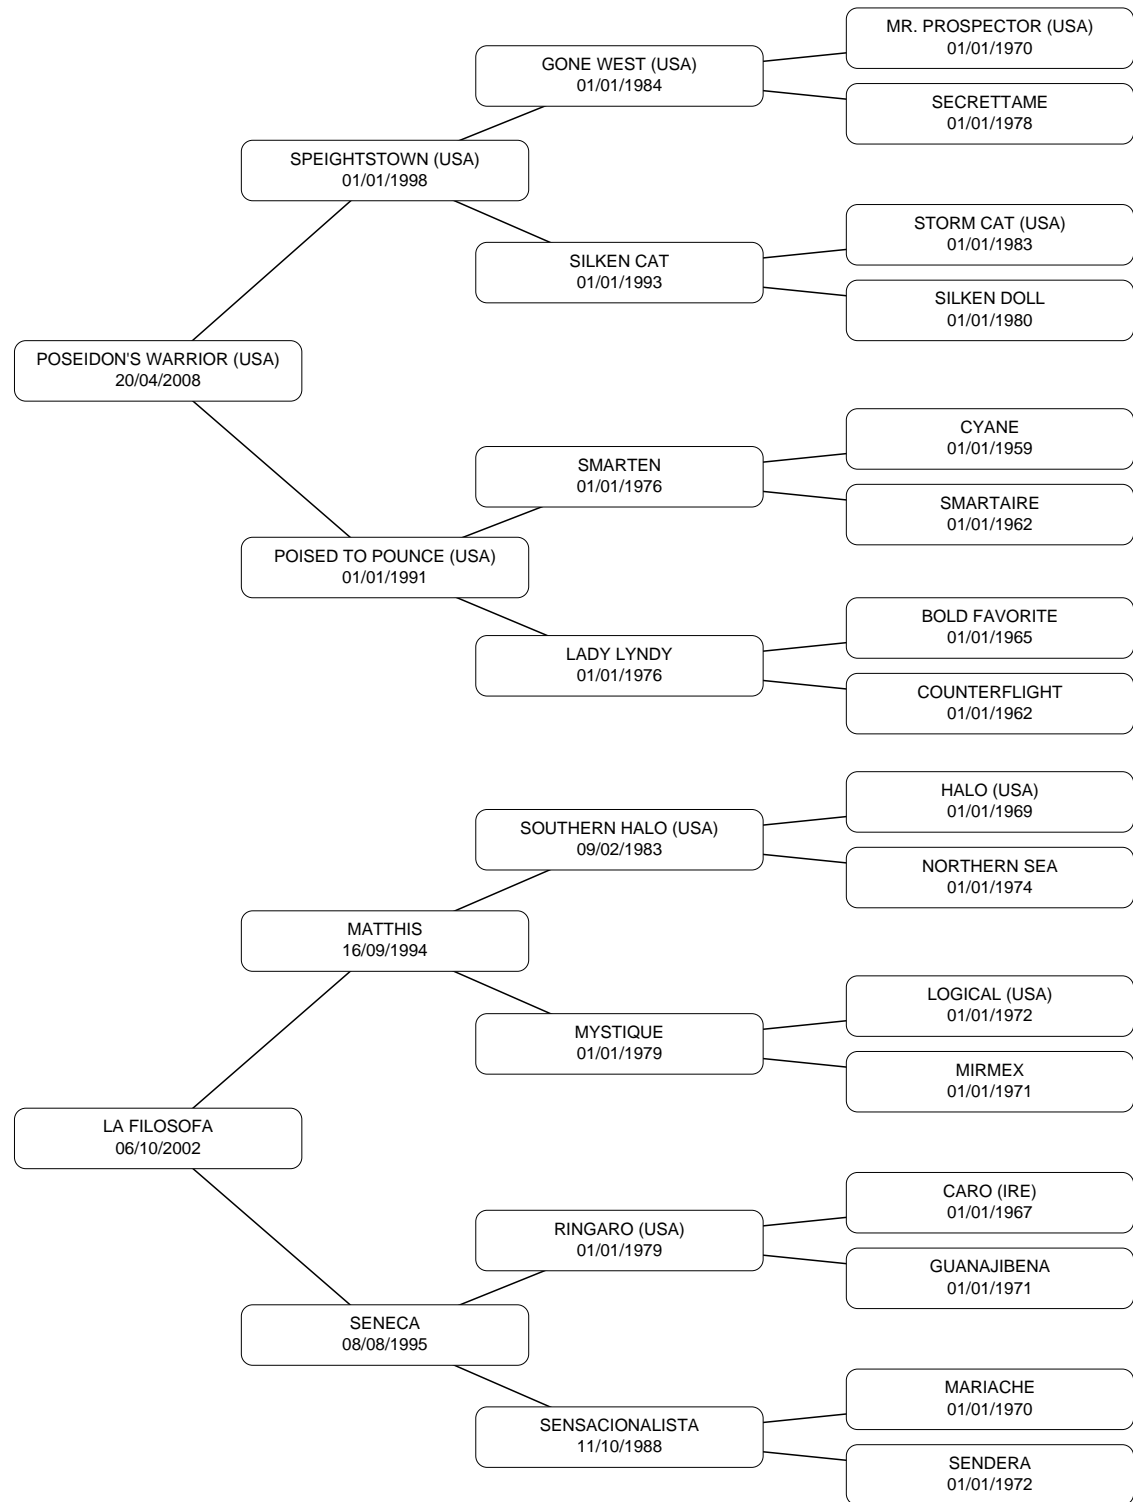 MR. PROSPECTOR (USA)
01/01/1970
GONE WEST (USA)
01/01/1984
SECRETTAME
01/01/1978
SPEIGHTSTOWN (USA)
01/01/1998
STORM CAT (USA)
01/01/1983
SILKEN CAT
01/01/1993
SILKEN DOLL
01/01/1980
POSEIDON'S WARRIOR (USA)
20/04/2008
CYANE
01/01/1959
SMARTEN
01/01/1976
SMARTAIRE
01/01/1962
POISED TO POUNCE (USA)
01/01/1991
BOLD FAVORITE
01/01/1965
LADY LYNDY
01/01/1976
COUNTERFLIGHT
01/01/1962
HALO (USA)
01/01/1969
SOUTHERN HALO (USA)
09/02/1983
NORTHERN SEA
01/01/1974
MATTHIS
16/09/1994
LOGICAL (USA)
01/01/1972
MYSTIQUE
01/01/1979
MIRMEX
01/01/1971
LA FILOSOFA
06/10/2002
CARO (IRE)
01/01/1967
RINGARO (USA)
01/01/1979
GUANAJIBENA
01/01/1971
SENECA
08/08/1995
MARIACHE
01/01/1970
SENSACIONALISTA
11/10/1988
SENDERA
01/01/1972